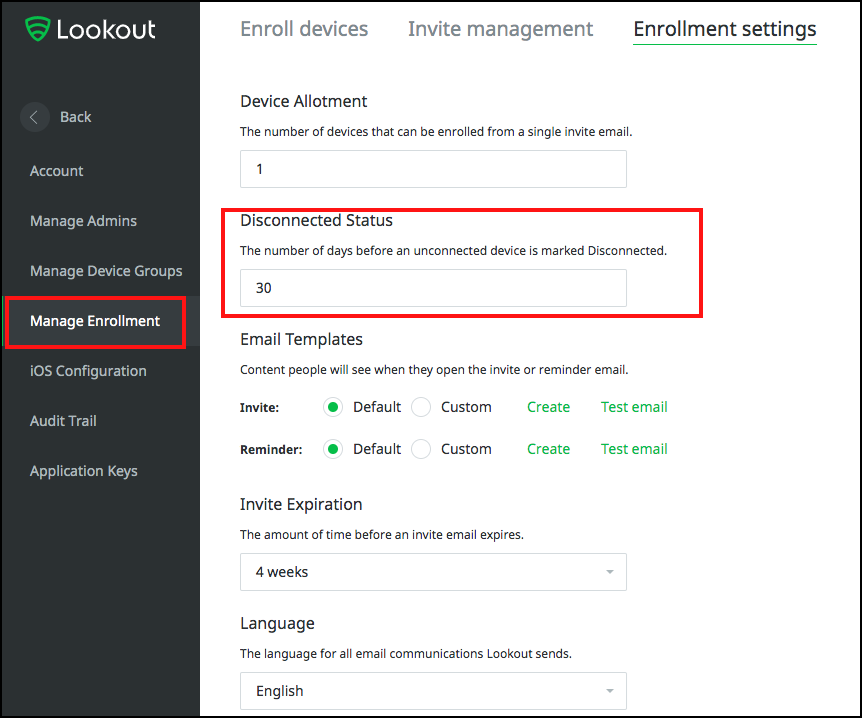 Lookout
Back
Account
Manage Admins
Manage Device Groups
Manage Enrollment
iOS Configuration
Audit Trail
Application Keys
Enroll devices Invite management Enrollment settings
Device Allotment
The number of devices that can be enrolled from a single invite email.
1
Disconnected Status
The number of days before an unconnected device is marked Disconnected.
30
Email Templates
Content people will see when they open the invite or reminder email.
Invite: Default Custom Create Test email
Reminder: Default Custom Create Test email
Invite Expiration
The amount of time before an invite email expires.
4 weeks
Language
The language for all email communications Lookout sends.
English